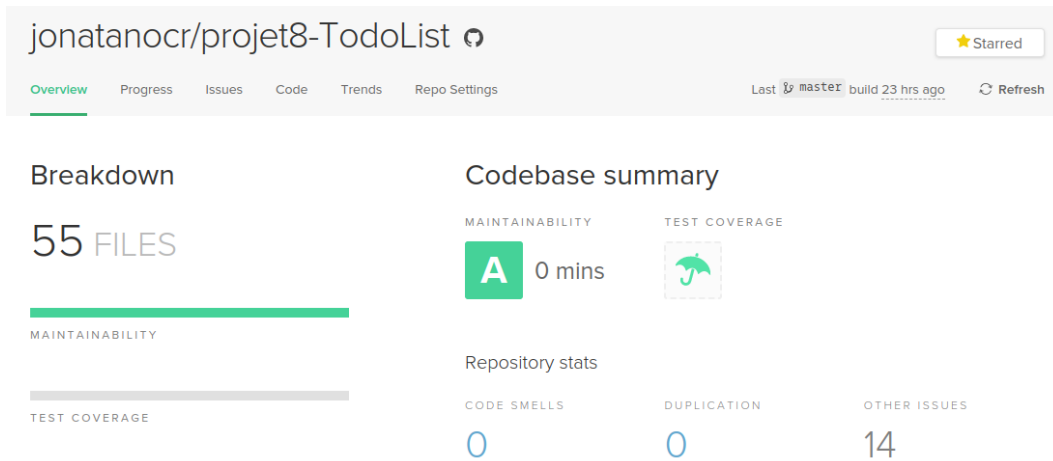 jonatanocr/projet8-TodoList
Starred
Overview Progress Issues Code Trends Repo Settings
Last master build 23 hrs ago Refresh
Breakdown
55 FILES
MAINTAINABILITY
TEST COVERAGE
Codebase summary
MAINTAINABILITY TEST COVERAGE
A 0 mins
Repository stats
CODE SMELLS DUPLICATION OTHER ISSUES
0 0 14